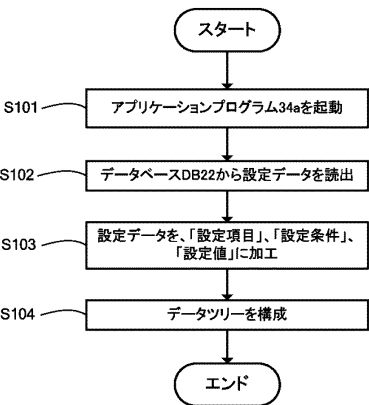 スタート
S101
アプリケーションプログラム34aを起動
S102
データベースDB22から設定データを読出
S103
設定データを、「設定項目」、「設定条件」、
「設定値」に加工
S104
データツリーを構成
エンド